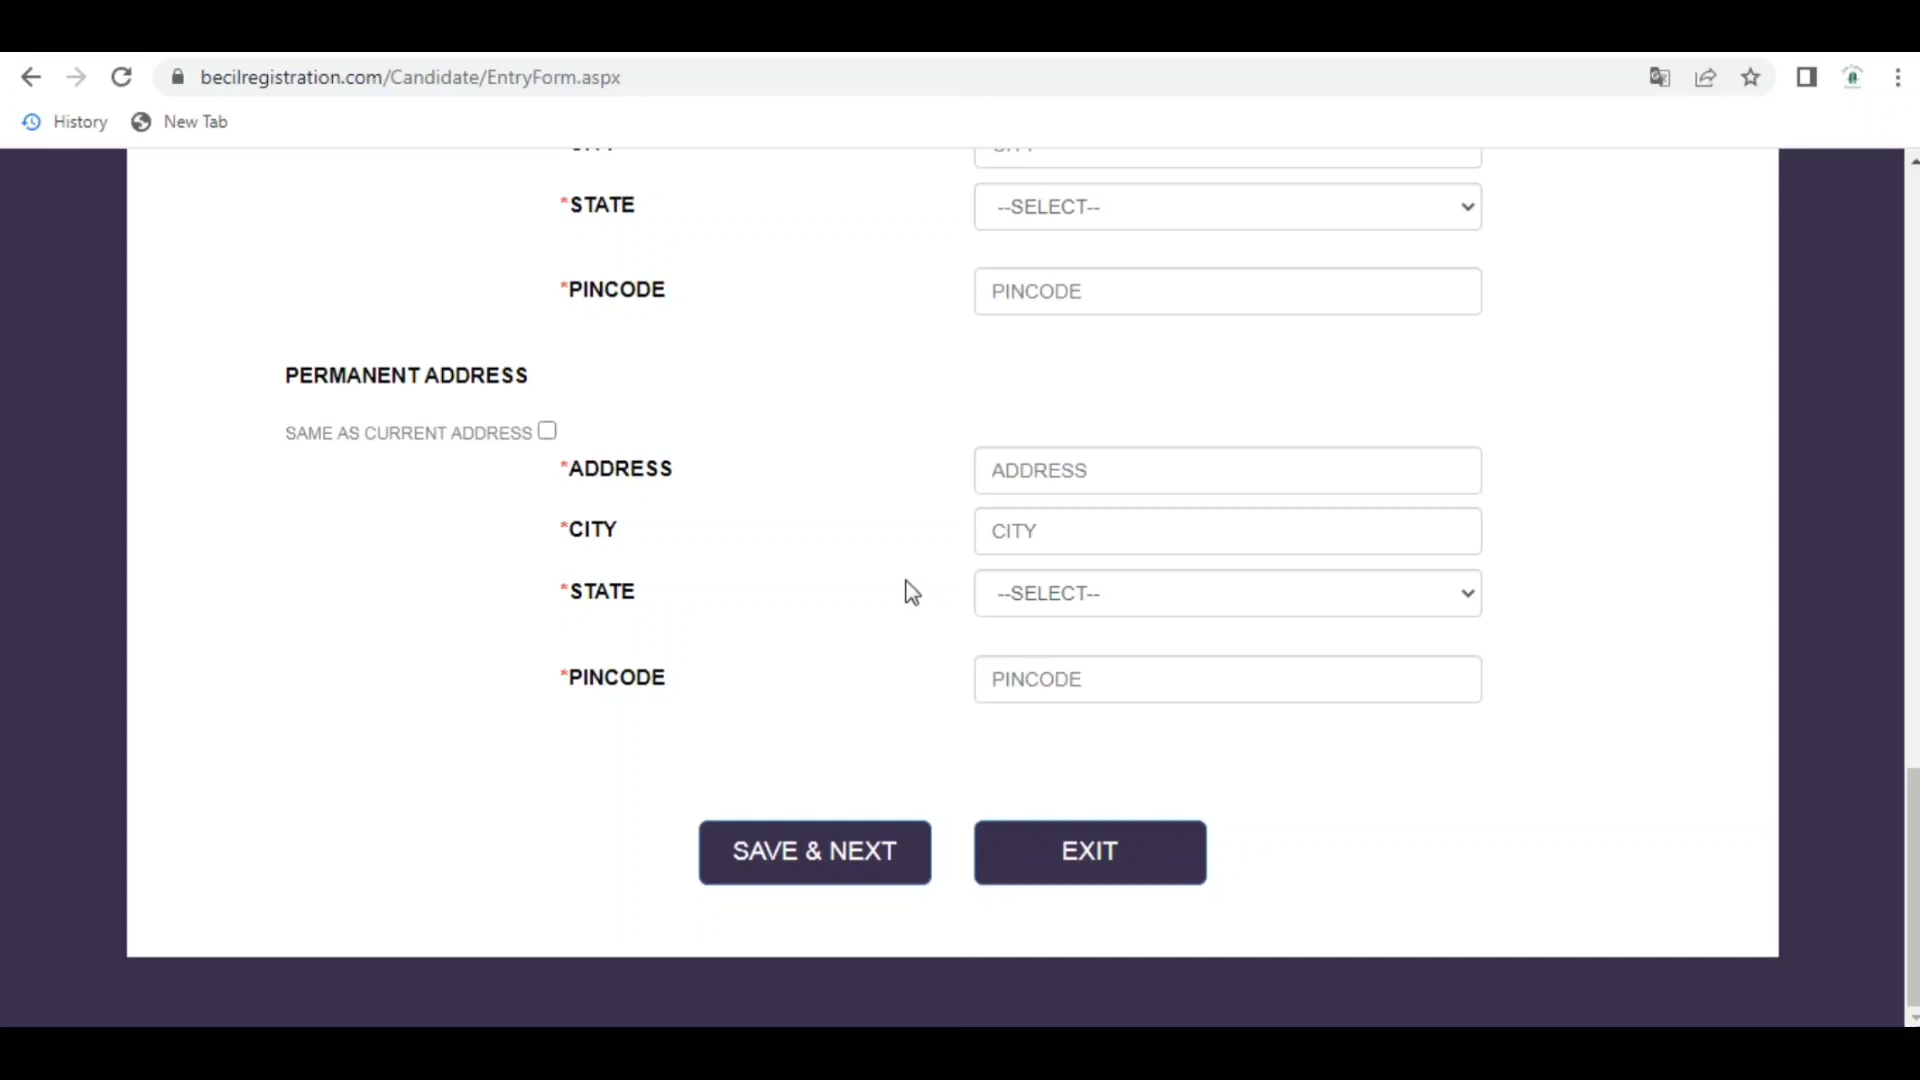 becilregistration.com/Candidate/EntryForm.aspx
History New Tab
*STATE --SELECT--
*PINCODE PINCODE
PERMANENT ADDRESS
SAME AS CURRENT ADDRESS
*ADDRESS ADDRESS
*CITY CITY
*STATE --SELECT--
*PINCODE PINCODE
SAVE & NEXT EXIT